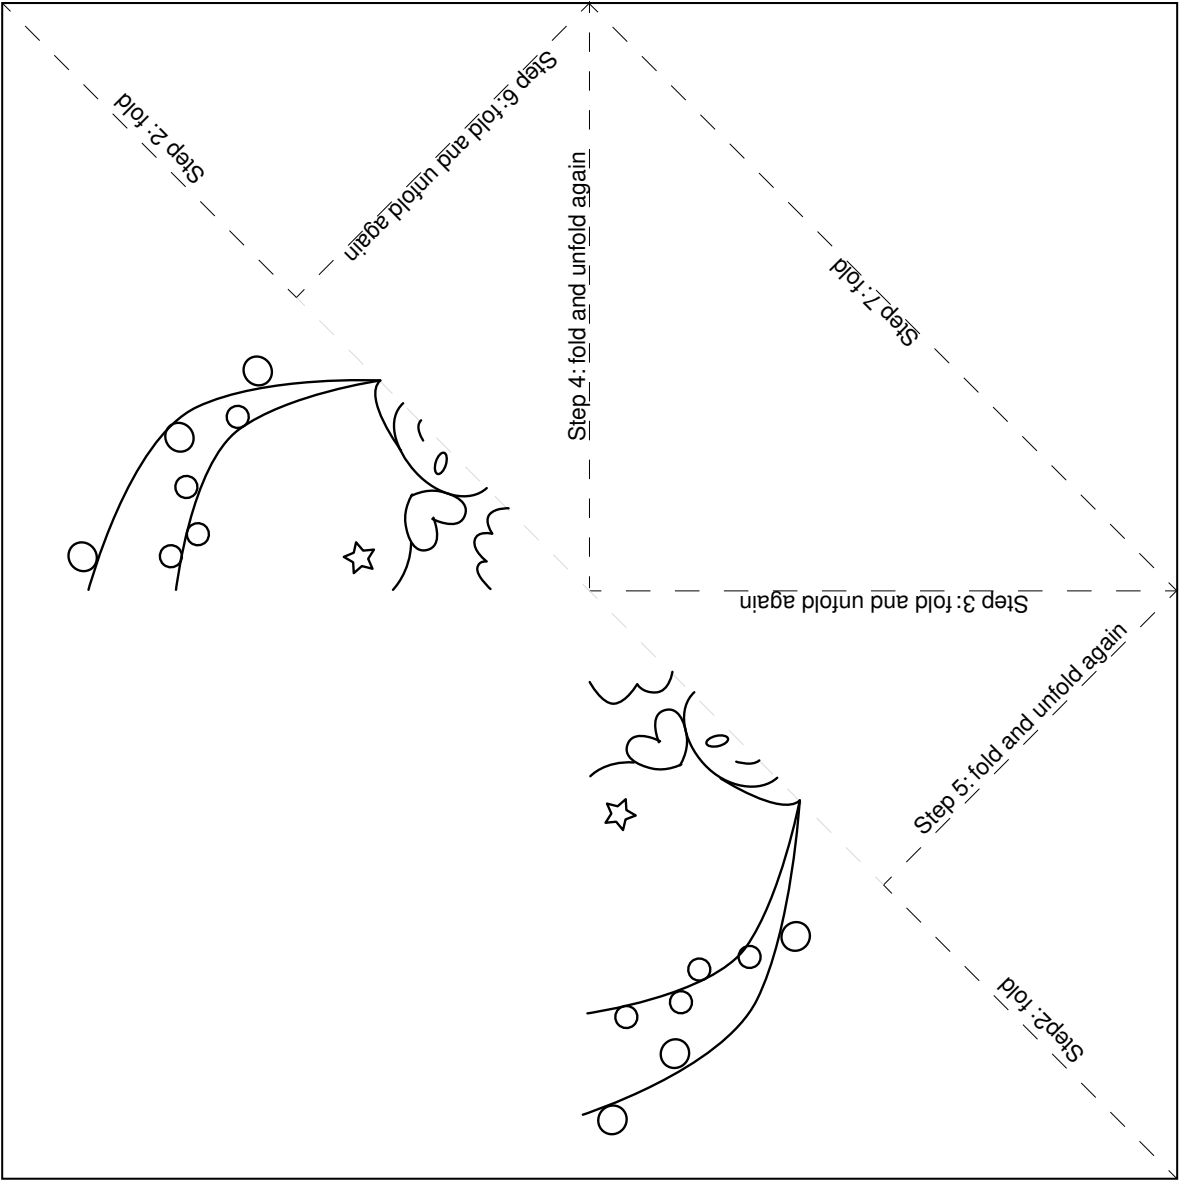 Step 2: fold
Step 6: fold and unfold again
Step 4: fold and unfold again
Step 7: fold
Step 3: fold and unfold again
Step 5: fold and unfold again
Step2: fold